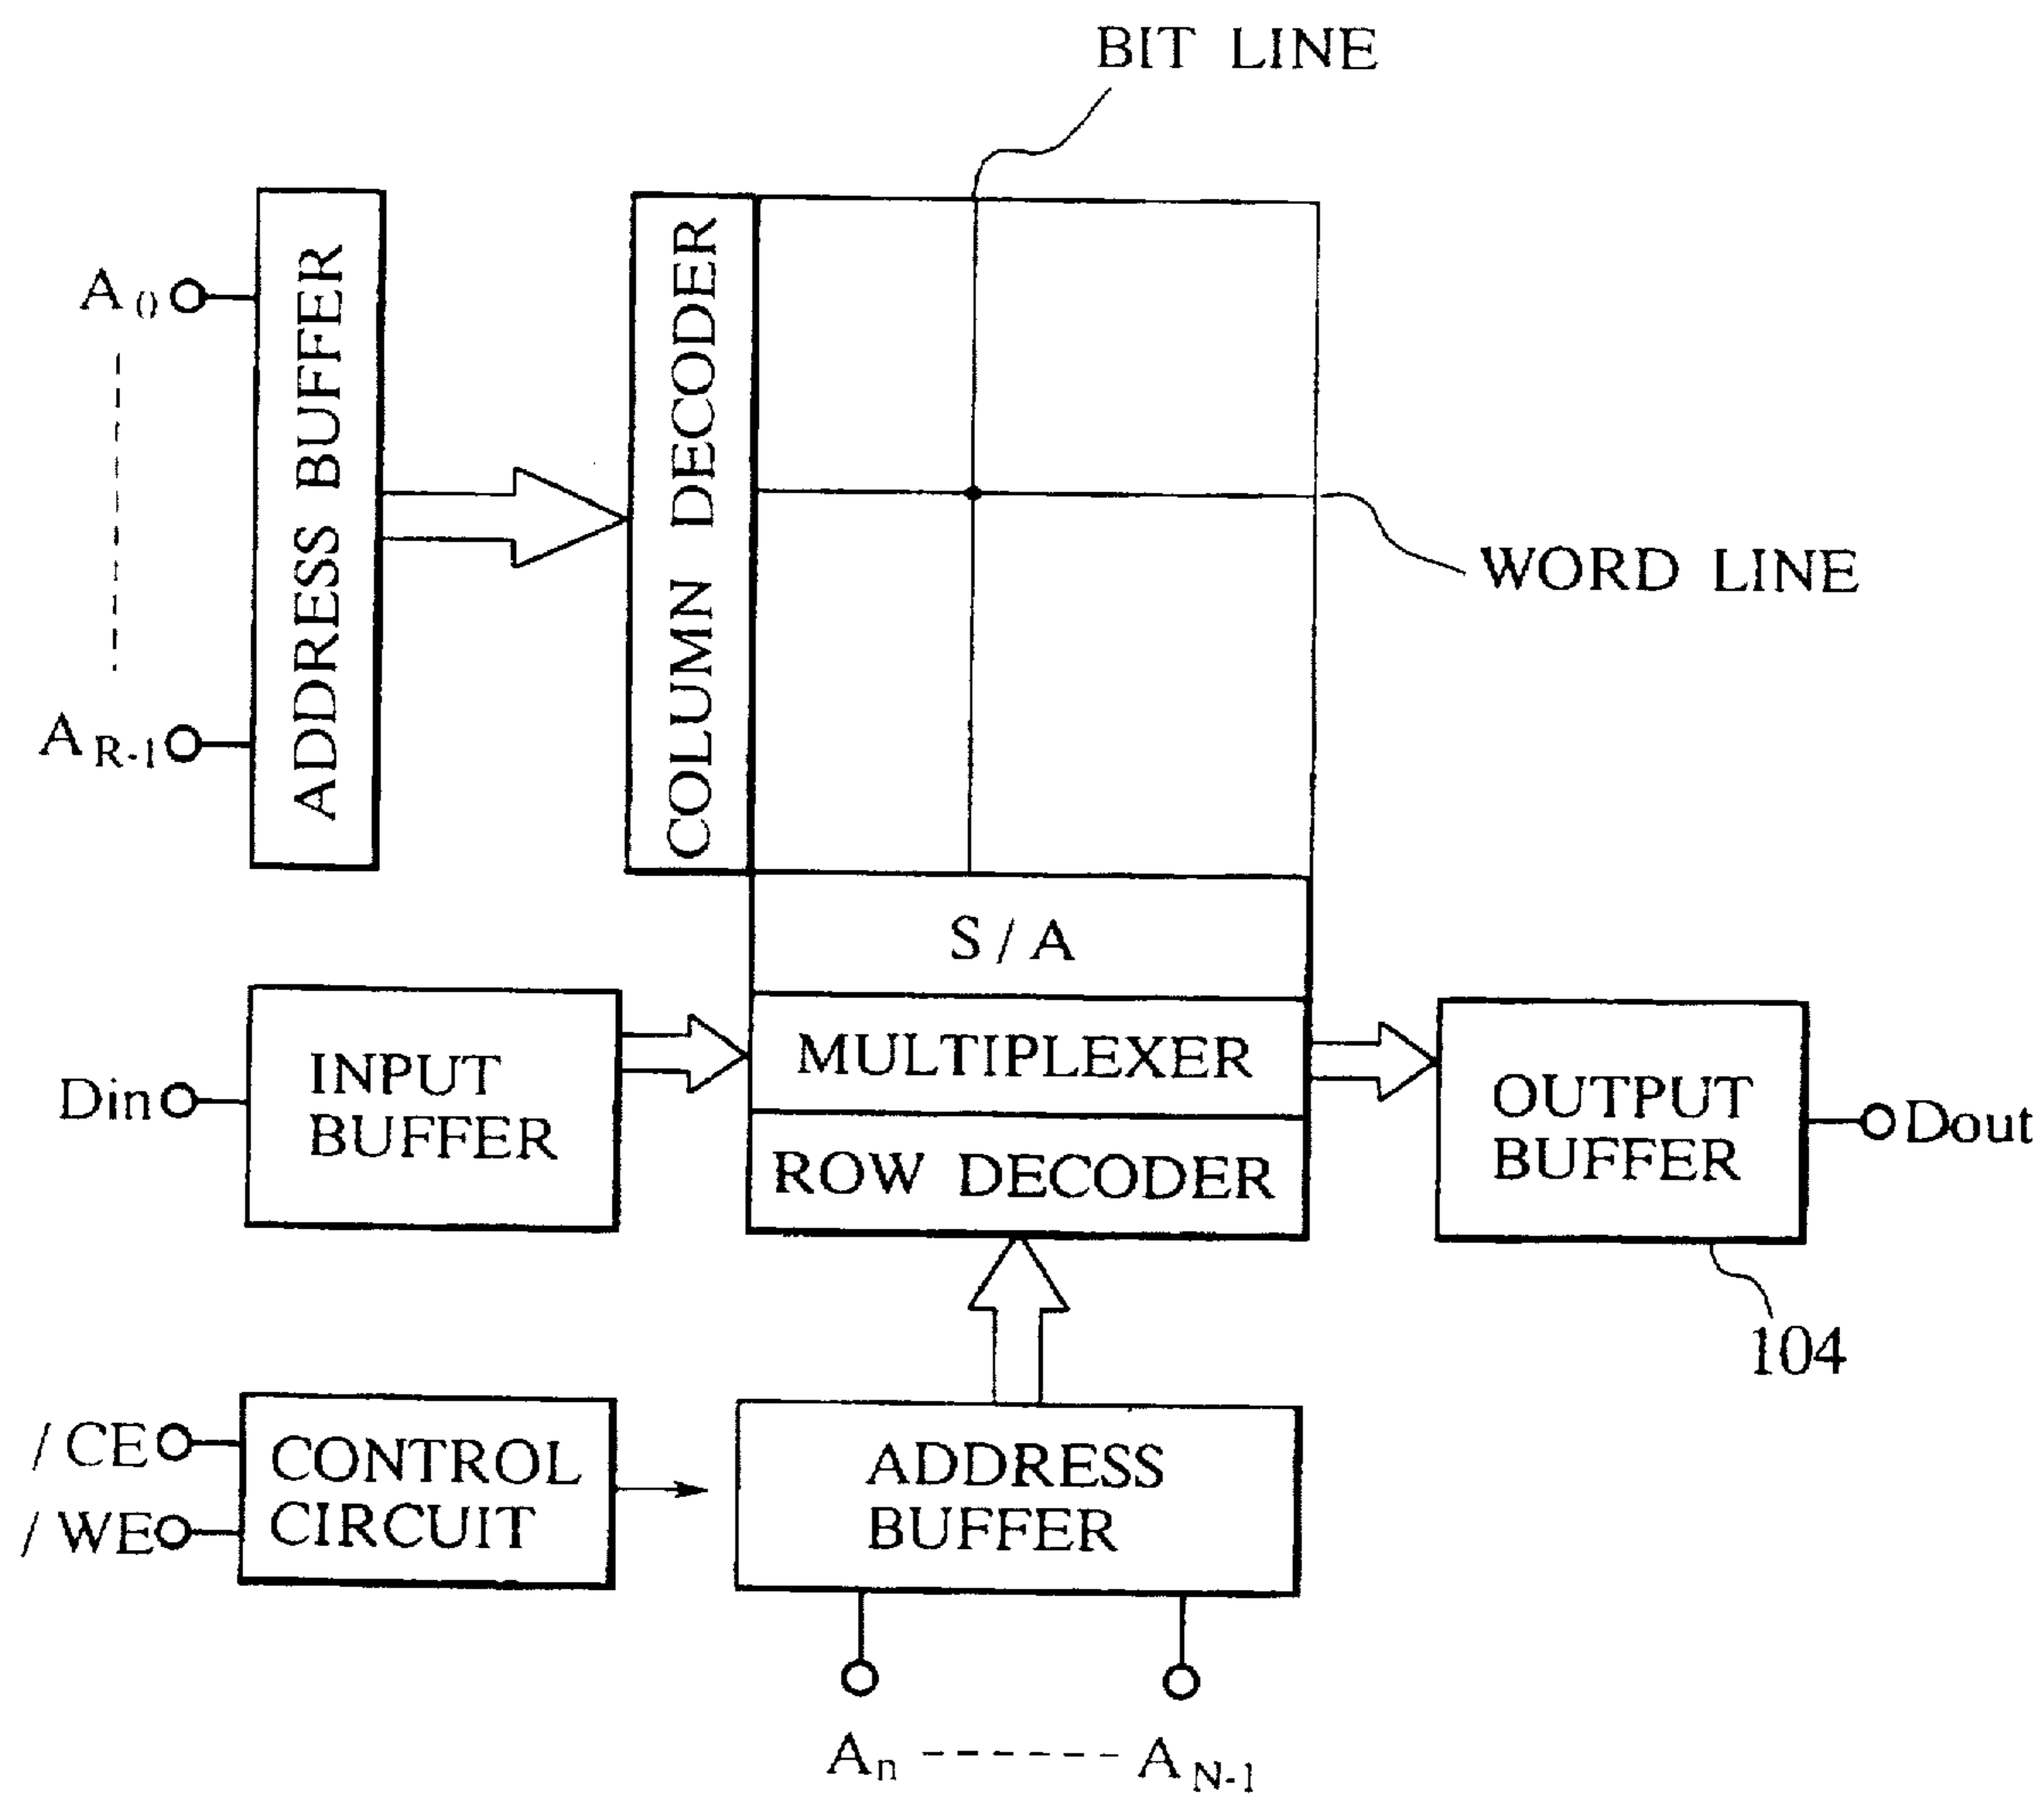 BIT LINE
A0
ADDRESS BUFFER
AR-1
COLUMN DECODER
WORD LINE
S/A
MULTIPLEXER
ROW DECODER
Din
INPUT
BUFFER
OUTPUT
BUFFER
Dout
104
/CE
/WE
CONTROL
CIRCUIT
ADDRESS
BUFFER
An ------ AN-1